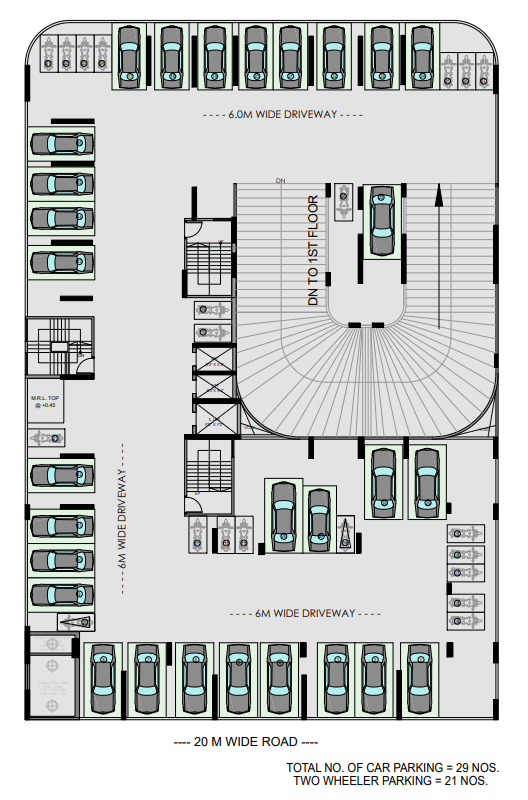 ---- 6.0M WIDE DRIVEWAY ----
DN
DN TO 1ST FLOOR
M.R.L. TOP
@ +0.45
---- 6M WIDE DRIVEWAY ----
---- 6M WIDE DRIVEWAY ----
---- 20 M WIDE ROAD ----
TOTAL NO. OF CAR PARKING = 29 NOS.
TWO WHEELER PARKING = 21 NOS.